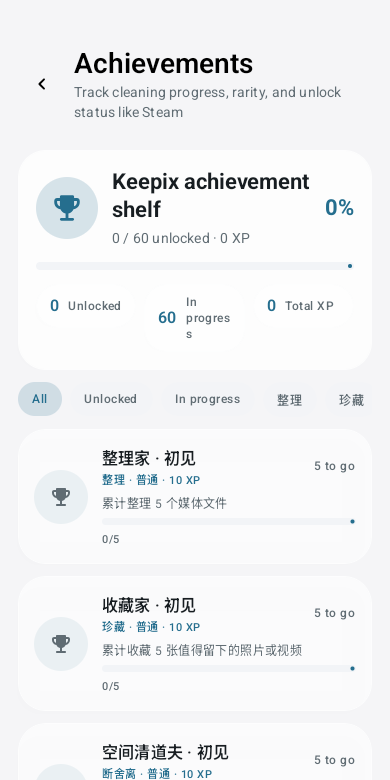 Achievements
Track cleaning progress, rarity, and unlock
status like Steam
Keepix achievement
shelf
0%
0 / 60 unlocked · 0 XP
0 Unlocked
60 In
progres
s
0 Total XP
All
Unlocked
In progress
整理
珍藏
整理家 · 初见
5 to go
整理 · 普通 · 10 XP
累计整理 5 个媒体文件
0/5
收藏家 · 初见
5 to go
珍藏 · 普通 · 10 XP
累计收藏 5 张值得留下的照片或视频
0/5
空间清道夫 · 初见
5 to go
断舍离 · 普通 · 10 XP